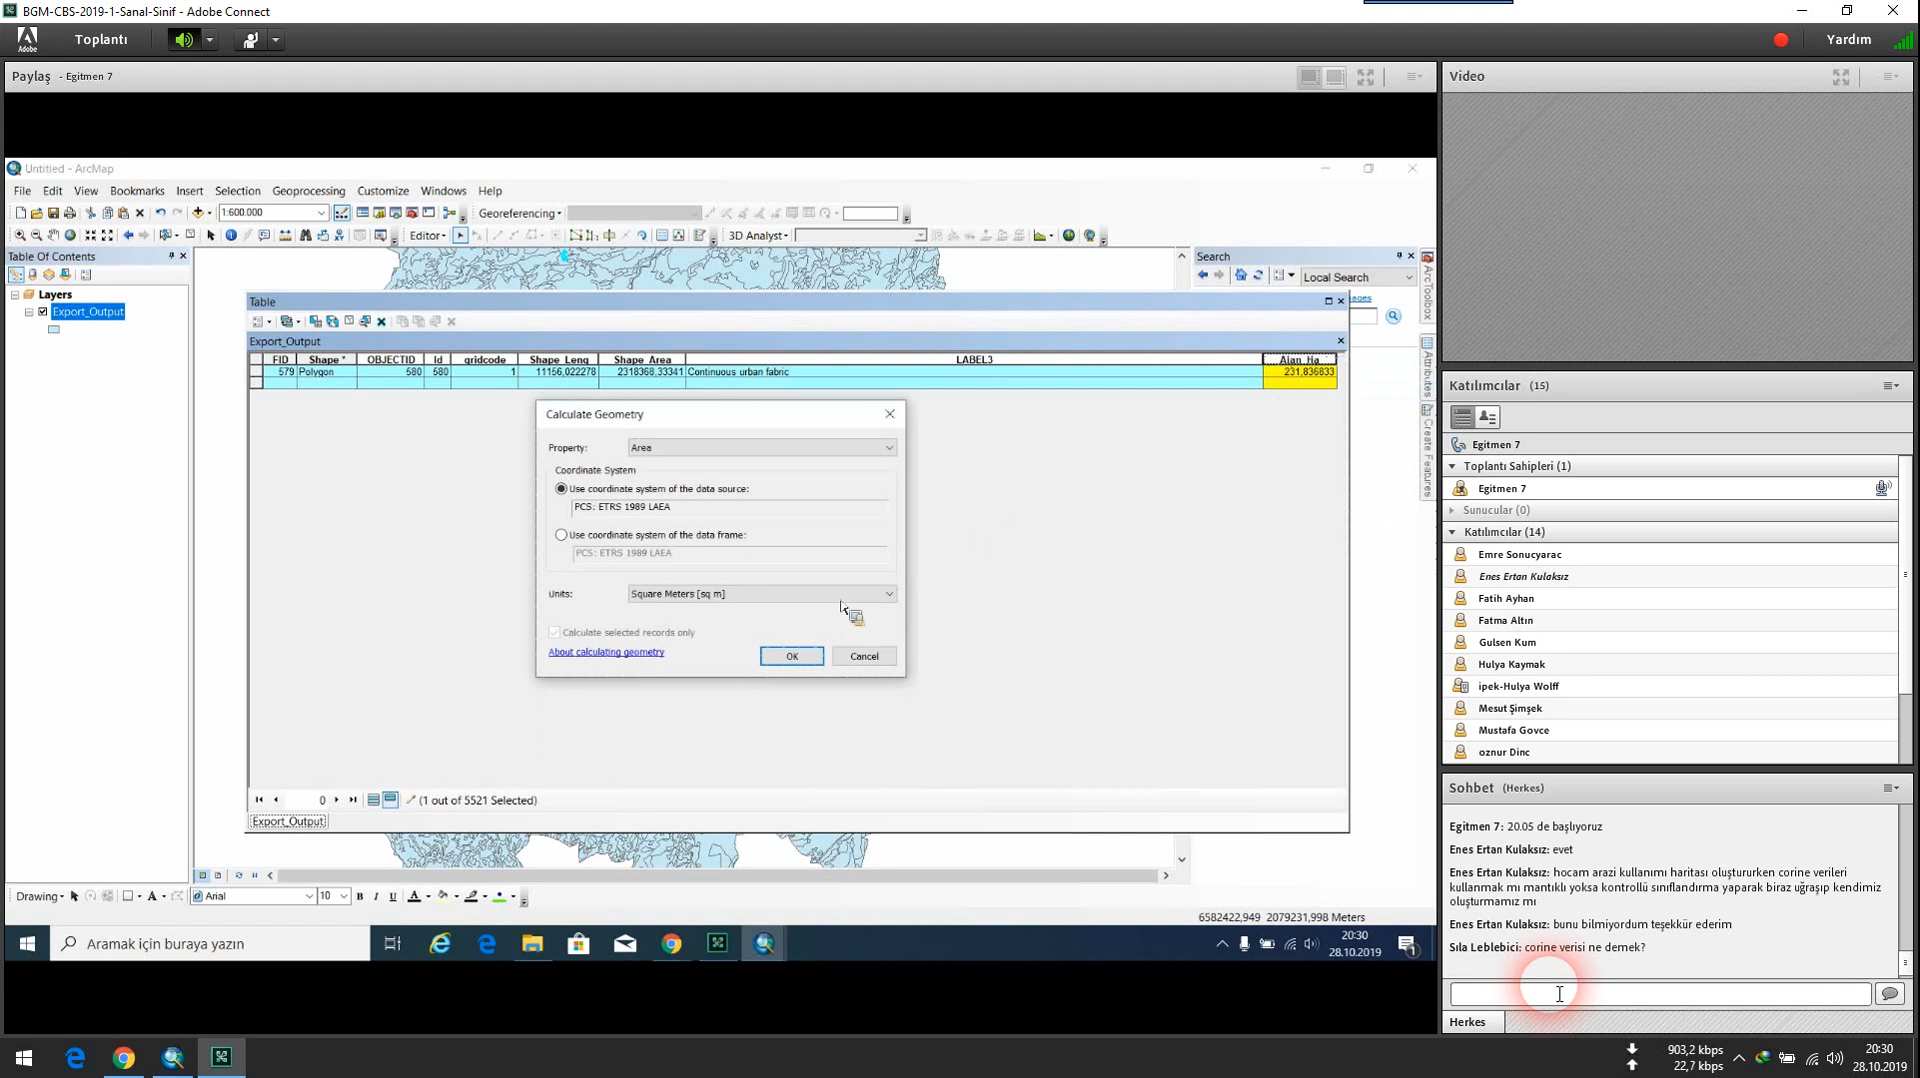 BGM-CBS-2019-1-Sanal-Sinif - Adobe Connect
Adobe
Toplantı
Yardım
Paylaş - Egitmen 7
Untitled - ArcMap
File Edit View Bookmarks Insert Selection Geoprocessing Customize Windows Help
1:600.000
Georeferencing
Editor
3D Analyst
Table Of Contents
Layers
Export_Output
Search
Local Search
ArcToolbox
Attributes
Create Features
Table
Export_Output
FID Shape * OBJECTID Id gridcode Shape_Leng Shape_Area LABEL3 Alan_Ha
579 Polygon 580 580 1 11156,022278 2318368,33341 Continuous urban fabric 231,836833
Calculate Geometry
Property: Area
Coordinate System
Use coordinate system of the data source:
PCS: ETRS 1989 LAEA
Use coordinate system of the data frame:
PCS: ETRS 1989 LAEA
Units: Square Meters [sq m]
Calculate selected records only
About calculating geometry
OK
Cancel
0
(1 out of 5521 Selected)
Export_Output
Drawing
A
Arial
10
B I U A
6582422,949 2079231,998 Meters
Aramak için buraya yazın
20:30
28.10.2019
1
Video
Katılımcılar (15)
Egitmen 7
Toplantı Sahipleri (1)
Egitmen 7
Sunucular (0)
Katılımcılar (14)
Emre Sonucyarac
Enes Ertan Kulaksız
Fatih Ayhan
Fatma Altın
Gulsen Kum
Hulya Kaymak
ipek-Hulya Wolff
Mesut Şimşek
Mustafa Govce
oznur Dinc
Sohbet (Herkes)
Egitmen 7: 20.05 de başlıyoruz
Enes Ertan Kulaksız: evet
Enes Ertan Kulaksız: hocam arazi kullanımı haritası oluştururken corine verileri
kullanmak mı mantıklı yoksa kontrollü sınıflandırma yaparak biraz uğraşıp kendimiz
oluşturmamız mı
Enes Ertan Kulaksız: bunu bilmiyordum teşekkür ederim
Sıla Leblebici: corine verisi ne demek?
Herkes
903,2 kbps
22,7 kbps
20:30
28.10.2019